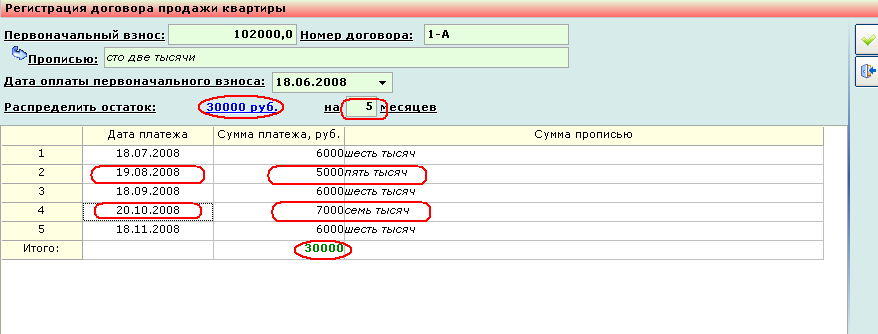 Регистрация договора продажи квартиры
Первоначальный взнос: 102000,0 Номер договора: 1-А
Прописью: сто две тысячи
Дата оплаты первоначального взноса: 18.06.2008
Распределить остаток: 30000 руб. на 5 месяцев
Дата платежа Сумма платежа, руб. Сумма прописью
1 18.07.2008 6000 шесть тысяч
2 19.08.2008 5000 пять тысяч
3 18.09.2008 6000 шесть тысяч
4 20.10.2008 7000 семь тысяч
5 18.11.2008 6000 шесть тысяч
Итого: 30000